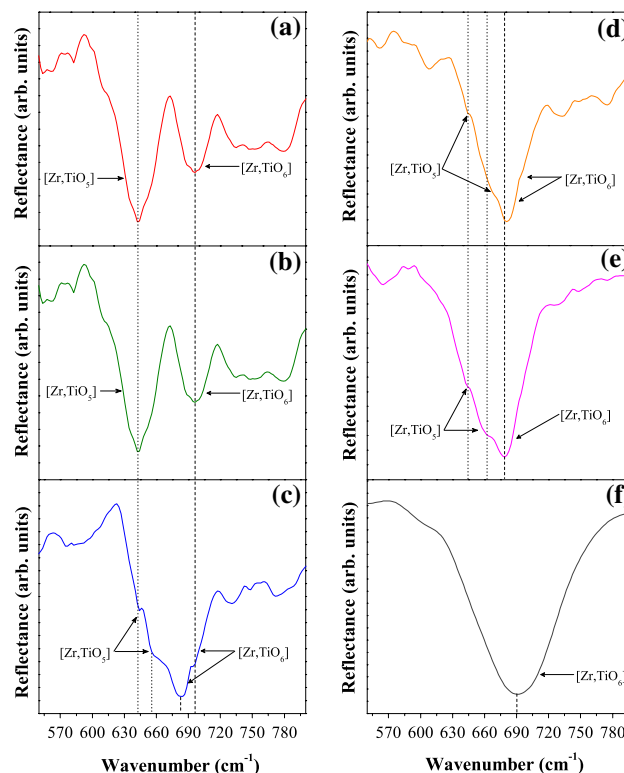 (a)
Reflectance (arb. units)
[Zr,TiO5]
[Zr,TiO6]
(b)
Reflectance (arb. units)
[Zr,TiO5]
[Zr,TiO6]
(c)
Reflectance (arb. units)
[Zr,TiO5]
[Zr,TiO6]
570 600 630 660 690 720 750 780
Wavenumber (cm-1)
(d)
Reflectance (arb. units)
[Zr,TiO5]
[Zr,TiO6]
(e)
Reflectance (arb. units)
[Zr,TiO5]
[Zr,TiO6]
(f)
Reflectance (arb. units)
[Zr,TiO6]
570 600 630 660 690 720 750 780
Wavenumber (cm-1)